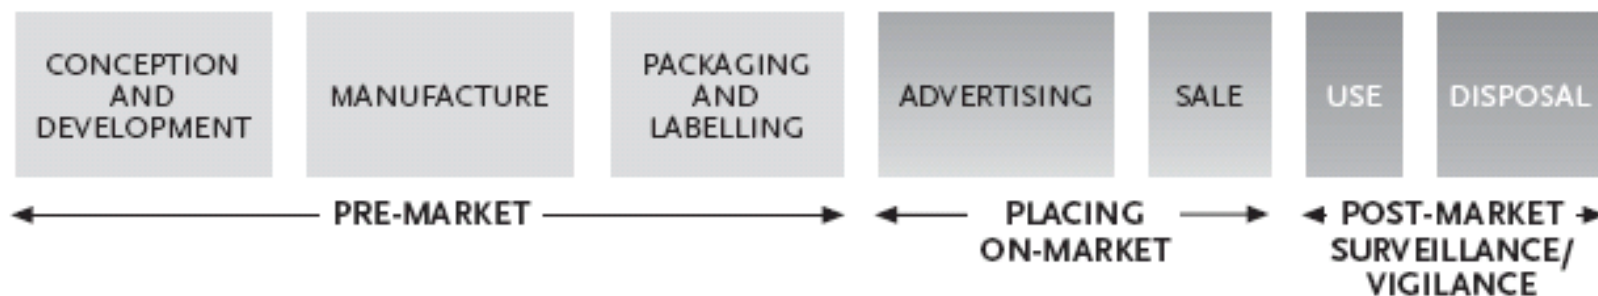 CONCEPTION
AND
DEVELOPMENT
MANUFACTURE
PACKAGING
AND
LABELLING
ADVERTISING
SALE
USE
DISPOSAL
PRE-MARKET
PLACING
ON-MARKET
POST-MARKET
SURVEILLANCE/
VIGILANCE